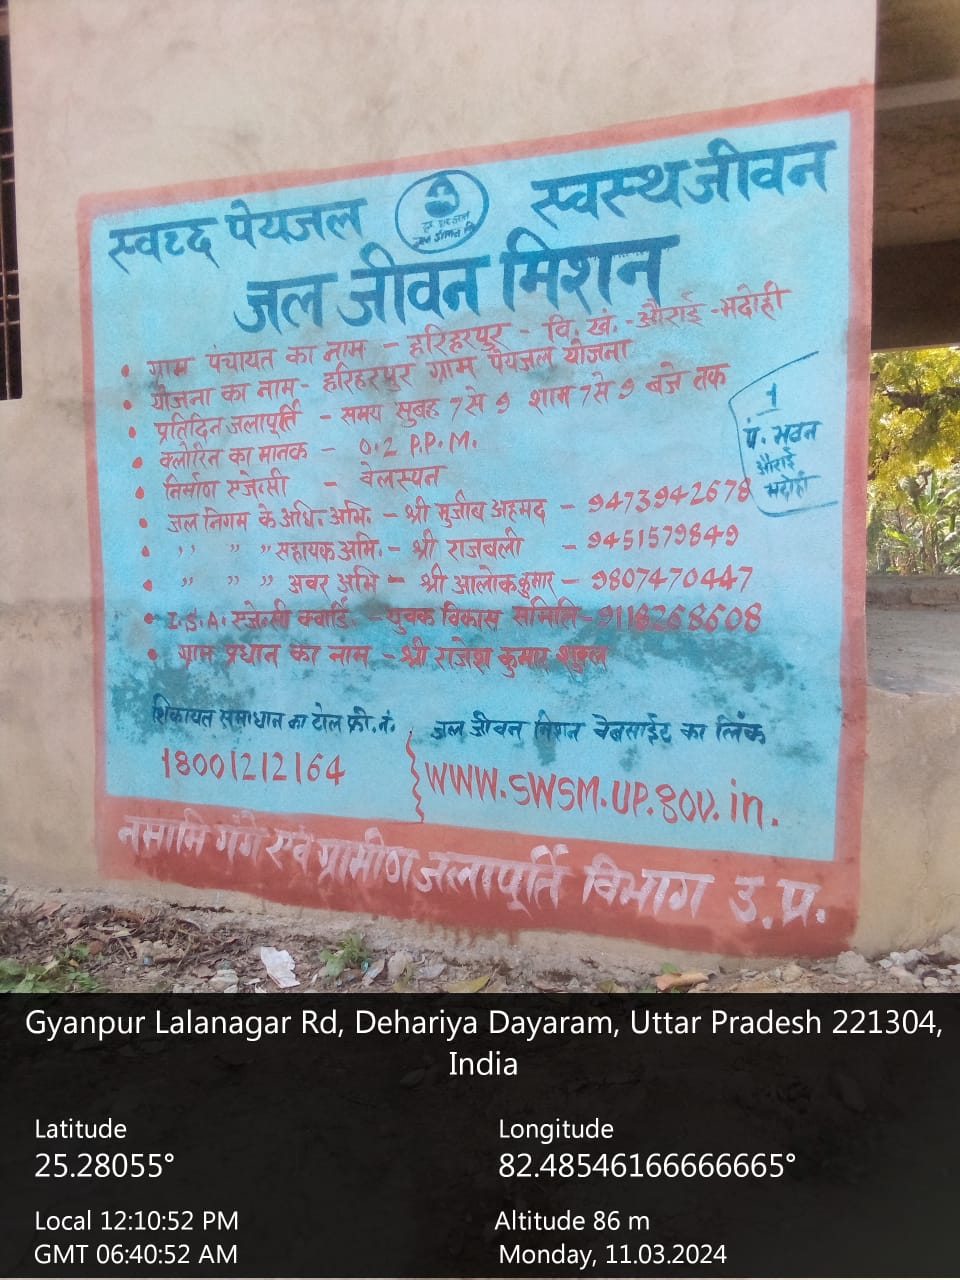 स्वच्द पेयजल
स्वस्थ जीवन
जल जीवन मिशन
• ग्राम पंचायत का नाम - हरिहरपुर - वि. खं. - औराई - भदोही
• योजना का नाम - हरिहरपुर ग्राम पेयजल योजना
• प्रतिदिन जलापूर्ति - समय सुबह 7 से 9 शाम 7 से 9 बजे तक
• क्लोरिन का मानक - 0.2 P.P.M.
• निर्माण एजेन्सी - वेलस्पन
• जल निगम के अधि. अभि. - श्री मुजीब अहमद - 9473942678
• ,, ,, ,, सहायक अभि. - श्री राजबली - 9451579849
• ,, ,, ,, अवर अभि - श्री आलोक कुमार - 9807470447
• I.S.A. एजेन्सी क्वार्डि. - युवक विकास समिति - 9118268608
• ग्राम प्रधान का नाम - श्री राजेश कुमार शुक्ल
1
पं. भवन
औराई
भदोही
शिकायत समाधान का टोल फ्री. नं.
18001212164
जल जीवन मिशन वेबसाईट का लिंक
WWW.SWSM.UP.gov.in.
नमामि गंगे एवं ग्रामीण जलापूर्ति विभाग उ.प्र.
Gyanpur Lalanagar Rd, Dehariya Dayaram, Uttar Pradesh 221304,
India
Latitude
25.28055°
Longitude
82.48546166666665°
Local 12:10:52 PM
GMT 06:40:52 AM
Altitude 86 m
Monday, 11.03.2024